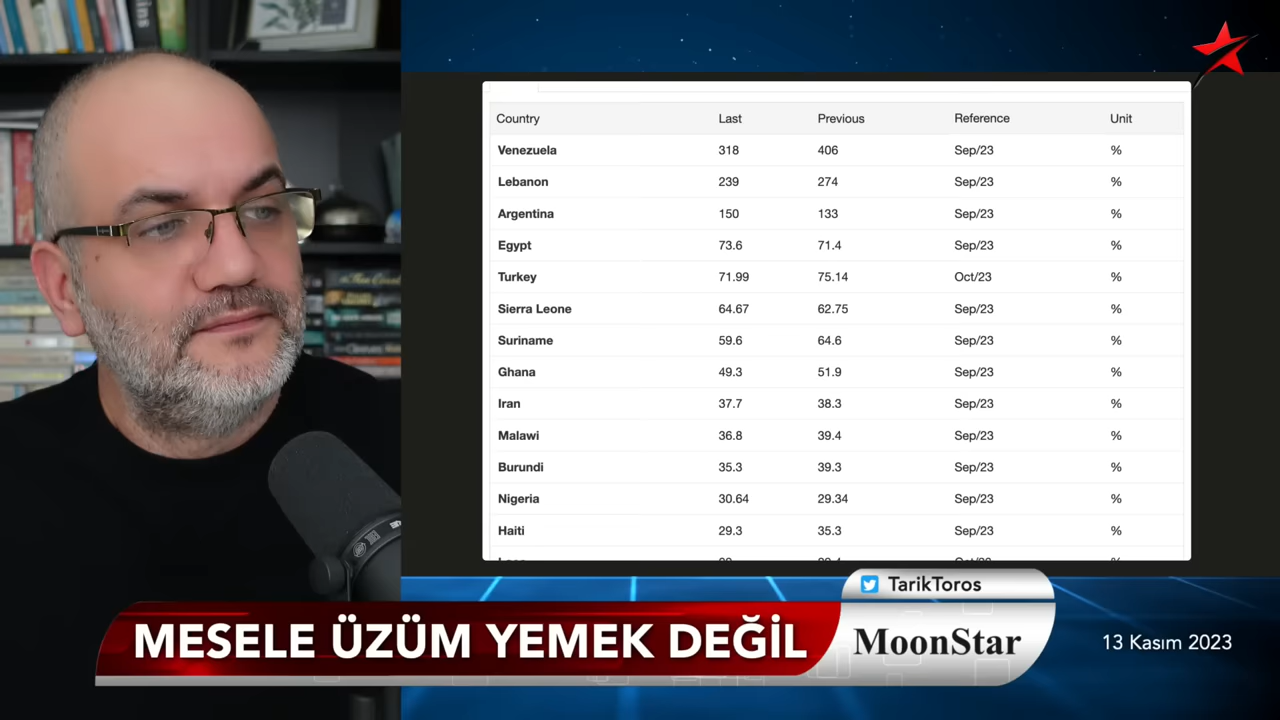 Country Last Previous Reference Unit
Venezuela 318 406 Sep/23 %
Lebanon 239 274 Sep/23 %
Argentina 150 133 Sep/23 %
Egypt 73.6 71.4 Sep/23 %
Turkey 71.99 75.14 Oct/23 %
Sierra Leone 64.67 62.75 Sep/23 %
Suriname 59.6 64.6 Sep/23 %
Ghana 49.3 51.9 Sep/23 %
Iran 37.7 38.3 Sep/23 %
Malawi 36.8 39.4 Sep/23 %
Burundi 35.3 39.3 Sep/23 %
Nigeria 30.64 29.34 Sep/23 %
Haiti 29.3 35.3 Sep/23 %
TarikToros
MESELE ÜZÜM YEMEK DEĞİL
MoonStar
13 Kasım 2023